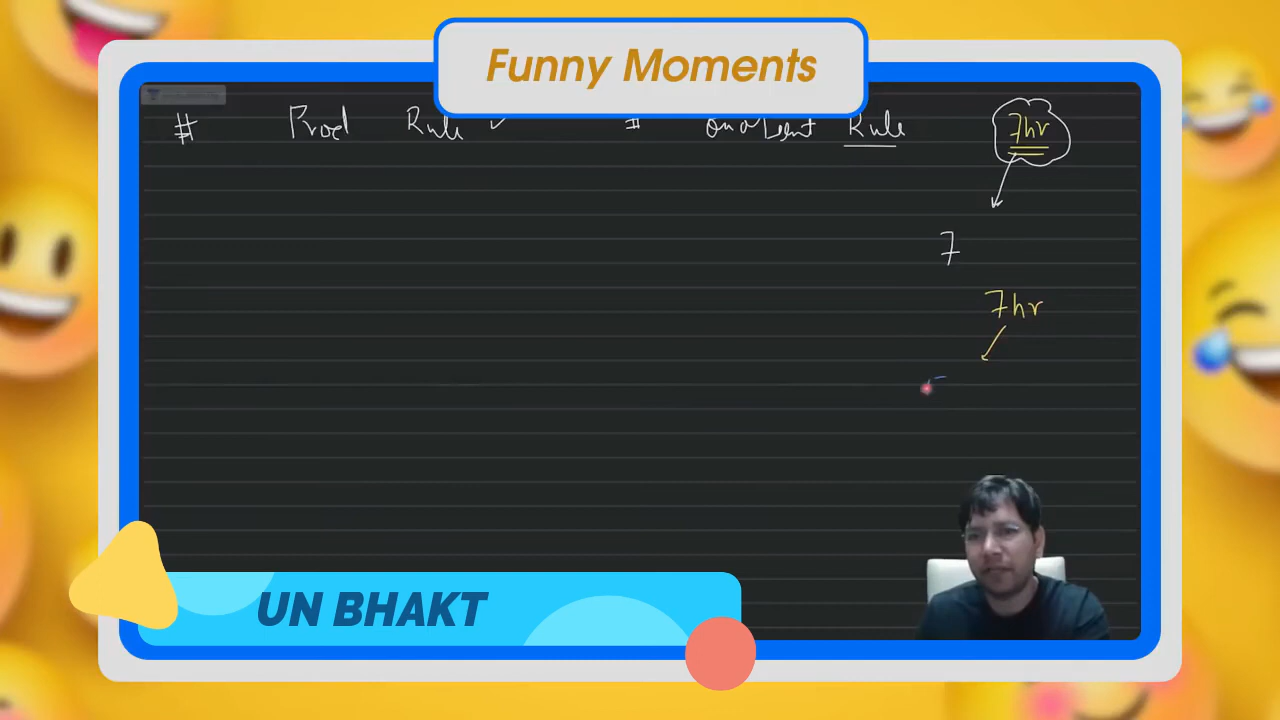 Funny Moments
# Prod Rule ✓ # Rule 7hr
7
7hr
UN BHAKT